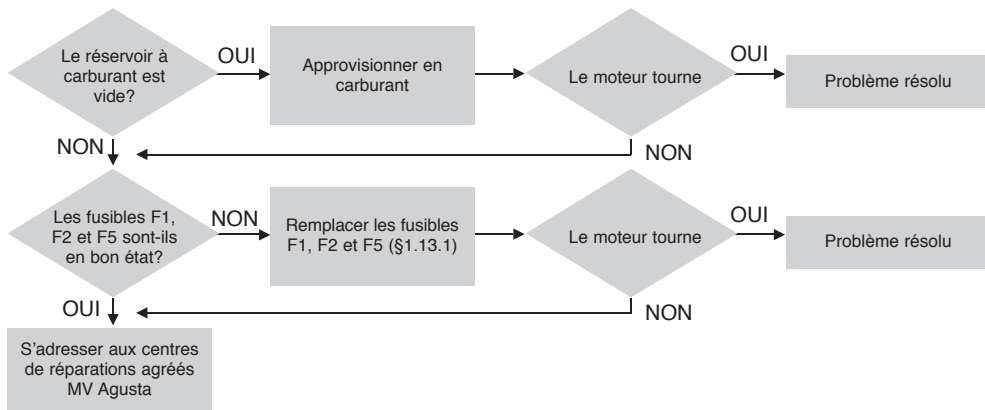 Le réservoir à
carburant est
vide?
OUI
Approvisionner en
carburant
Le moteur tourne
OUI
Problème résolu
NON
NON
Les fusibles F1,
F2 et F5 sont-ils
en bon état?
NON
Remplacer les fusibles
F1, F2 et F5 (§1.13.1)
Le moteur tourne
OUI
Problème résolu
OUI
NON
S'adresser aux centres
de réparations agréés
MV Agusta